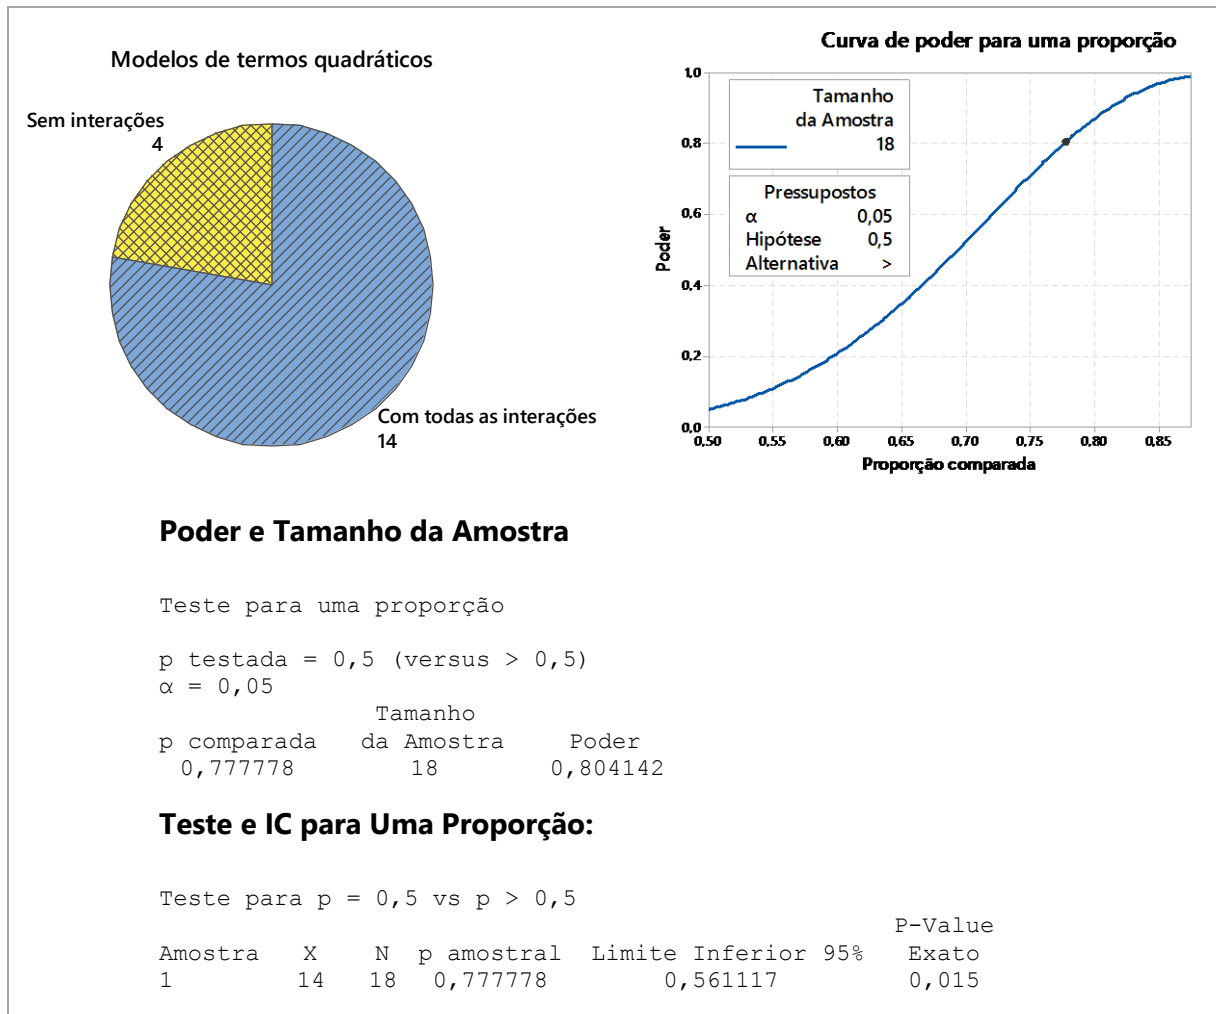 Modelos de termos quadráticos
Sem interações
4
Com todas as interações
14
Curva de poder para uma proporção
1,0
0,8
0,6
0,4
0,2
0,0
Poder
Tamanho
da Amostra
18
Pressupostos
α 0,05
Hipótese 0,5
Alternativa >
0,50 0,55 0,60 0,65 0,70 0,75 0,80 0,85
Proporção comparada
Poder e Tamanho da Amostra
Teste para uma proporção
p testada = 0,5 (versus > 0,5)
α = 0,05
Tamanho
p comparada da Amostra Poder
0,777778 18 0,804142
Teste e IC para Uma Proporção:
Teste para p = 0,5 vs p > 0,5
P-Value
Amostra X N p amostral Limite Inferior 95% Exato
1 14 18 0,777778 0,561117 0,015